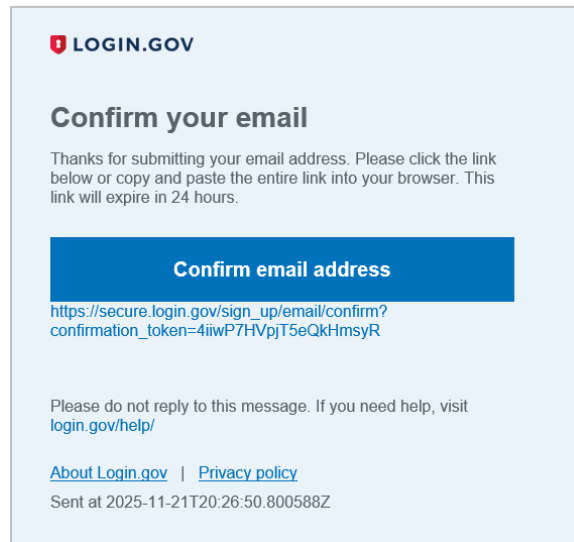 LOGIN.GOV
Confirm your email
Thanks for submitting your email address. Please click the link
below or copy and paste the entire link into your browser. This
link will expire in 24 hours.
Confirm email address
https://secure.login.gov/sign_up/email/confirm?
confirmation_token=4iiwP7HVpjT5eQkHmsyR
Please do not reply to this message. If you need help, visit
login.gov/help/
About Login.gov | Privacy policy
Sent at 2025-11-21T20:26:50.800588Z